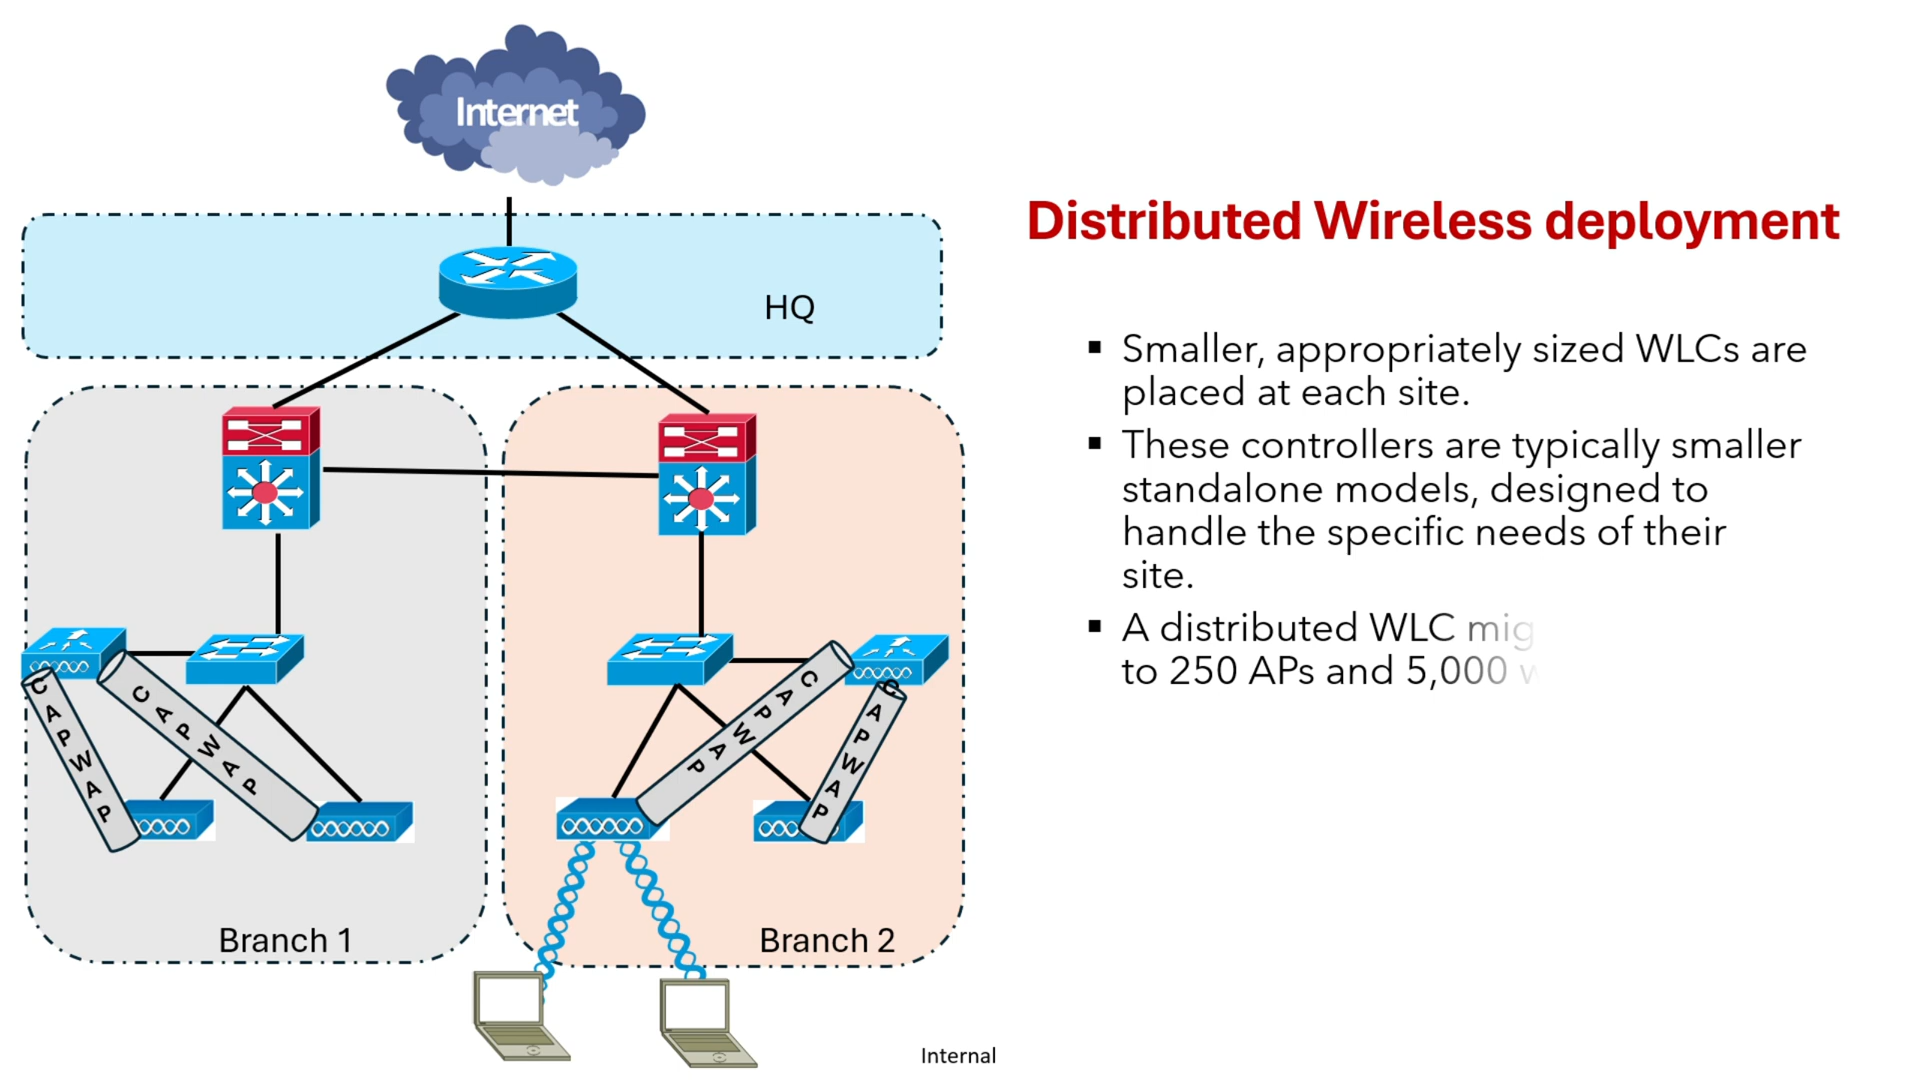 Internet
Distributed Wireless deployment
HQ
▪ Smaller, appropriately sized WLCs are
placed at each site.
▪ These controllers are typically smaller
standalone models, designed to
handle the specific needs of their
site.
▪ A distributed WLC mig
to 250 APs and 5,000 w
CAPWAP
CAPWAP
CAPWAP
CAPWAP
Branch 1
Branch 2
Internal